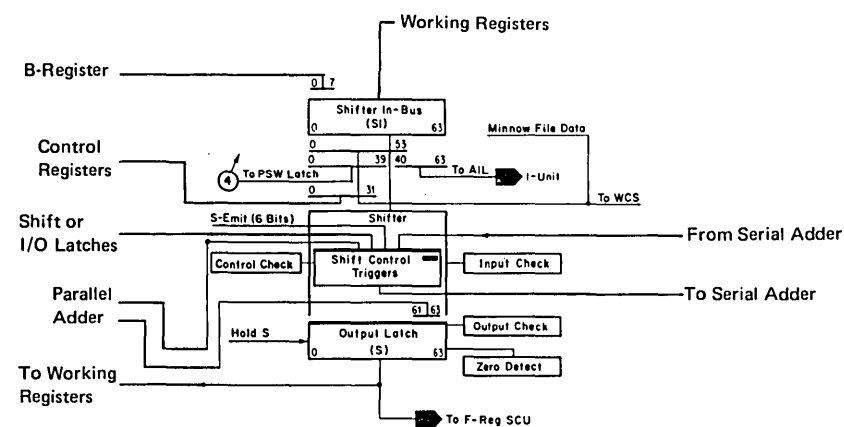 Working Registers
B-Register
0 7
Shifter In-Bus
(SI)
0 63
Minnow File Data
Control
Registers
0 53
0 39 40 63
4 To PSW Latch
To AIL I-Unit
0 31
To WCS
Shift or
I/O Latches
S-Emit (6 Bits)
Shifter
From Serial Adder
Control Check
Shift Control
Triggers
Input Check
Parallel
Adder
To Serial Adder
61 63
Hold S
Output Latch
(S)
0 63
Output Check
Zero Detect
To Working
Registers
To F-Reg SCU